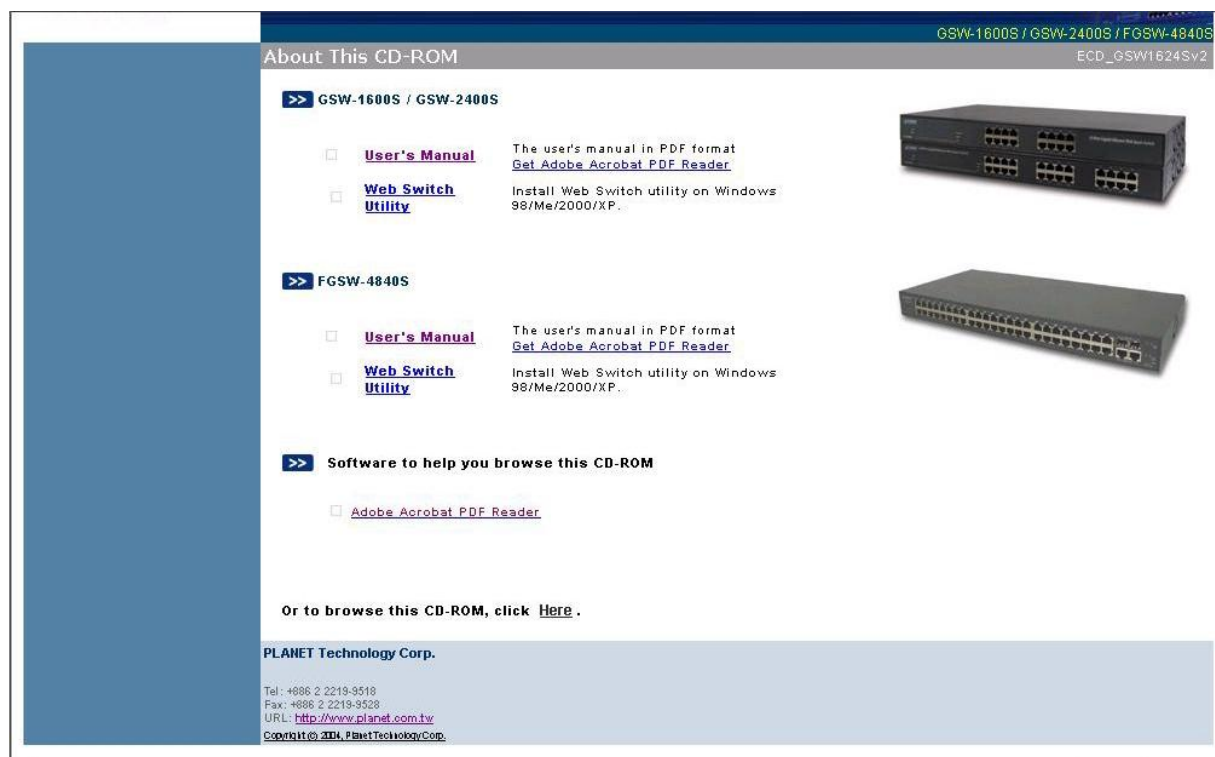 GSW-1600S / GSW-2400S / FGSW-4840S
About This CD-ROM
ECD_GSW1624Sv2
>> GSW-1600S / GSW-2400S
User's Manual
The user's manual in PDF format
Get Adobe Acrobat PDF Reader
Web Switch
Utility
Install Web Switch utility on Windows
98/Me/2000/XP.
>> FGSW-4840S
User's Manual
The user's manual in PDF format
Get Adobe Acrobat PDF Reader
Web Switch
Utility
Install Web Switch utility on Windows
98/Me/2000/XP.
>> Software to help you browse this CD-ROM
Adobe Acrobat PDF Reader
Or to browse this CD-ROM, click Here .
PLANET Technology Corp.
Tel : +886 2 2219-9518
Fax: +886 2 2219-9528
URL: http://www.planet.com.tw
Copyright (c) 2004, Planet Technology Corp.